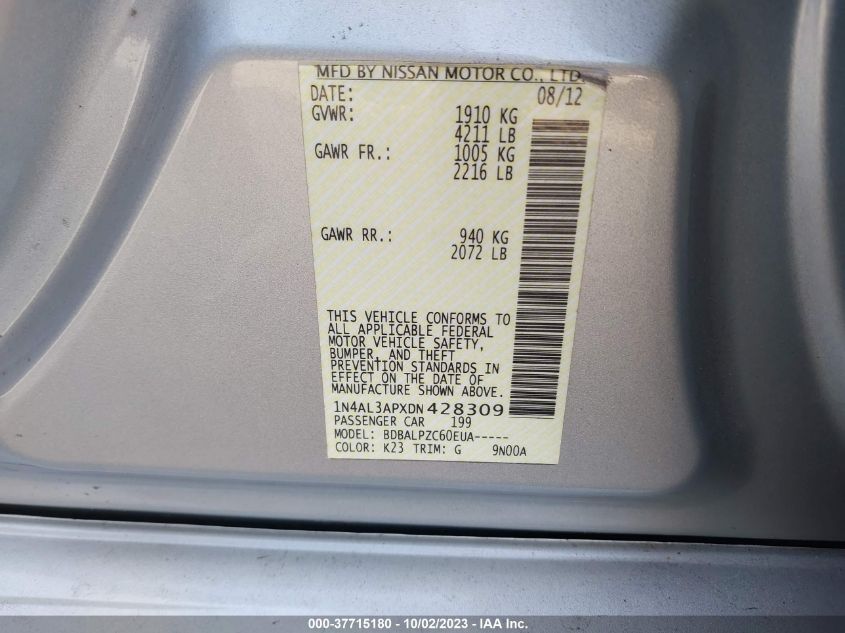 MFD BY NISSAN MOTOR CO., LTD.
DATE: 08/12
GVWR: 1910 KG
4211 LB
GAWR FR.: 1005 KG
2216 LB
GAWR RR.: 940 KG
2072 LB
THIS VEHICLE CONFORMS TO
ALL APPLICABLE FEDERAL
MOTOR VEHICLE SAFETY,
BUMPER, AND THEFT
PREVENTION STANDARDS IN
EFFECT ON THE DATE OF
MANUFACTURE SHOWN ABOVE.
1N4AL3APXDN428309
PASSENGER CAR 199
MODEL: BDBALPZC60EUA-----
COLOR: K23 TRIM: G 9N00A
000-37715180 - 10/02/2023 - IAA Inc.